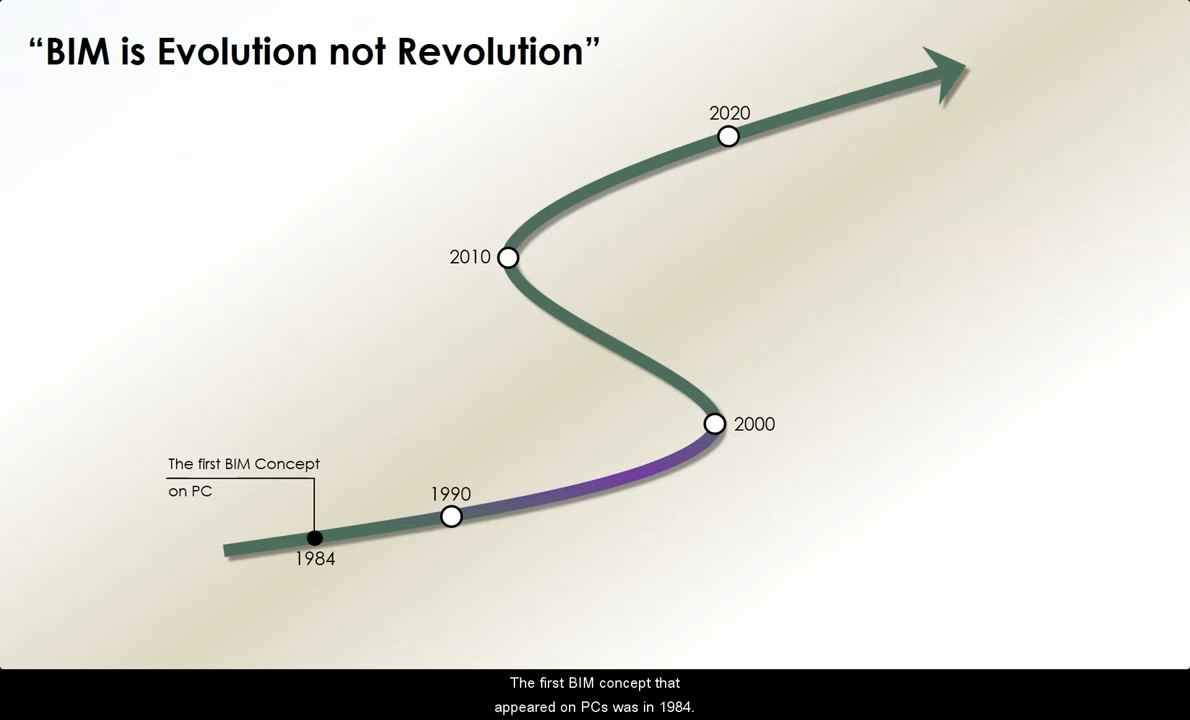 “BIM is Evolution not Revolution”
2020
2010
2000
The first BIM Concept
on PC
1990
1984
The first BIM concept that
appeared on PCs was in 1984.